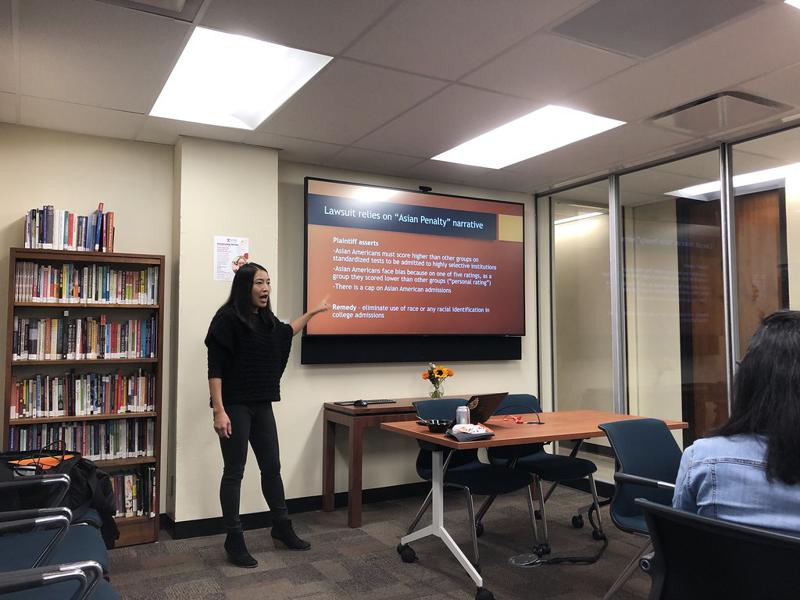 Lawsuit relies on "Asian Penalty" narrative
Plaintiff asserts
-Asian Americans must score higher than other groups on
standardized tests to be admitted to highly selective institutions
-Asian Americans face bias because on one of five ratings, as a
group they scored lower than other groups ("personal rating")
-There is a cap on Asian American admissions
Remedy - eliminate use of race or any racial identification in
college admissions